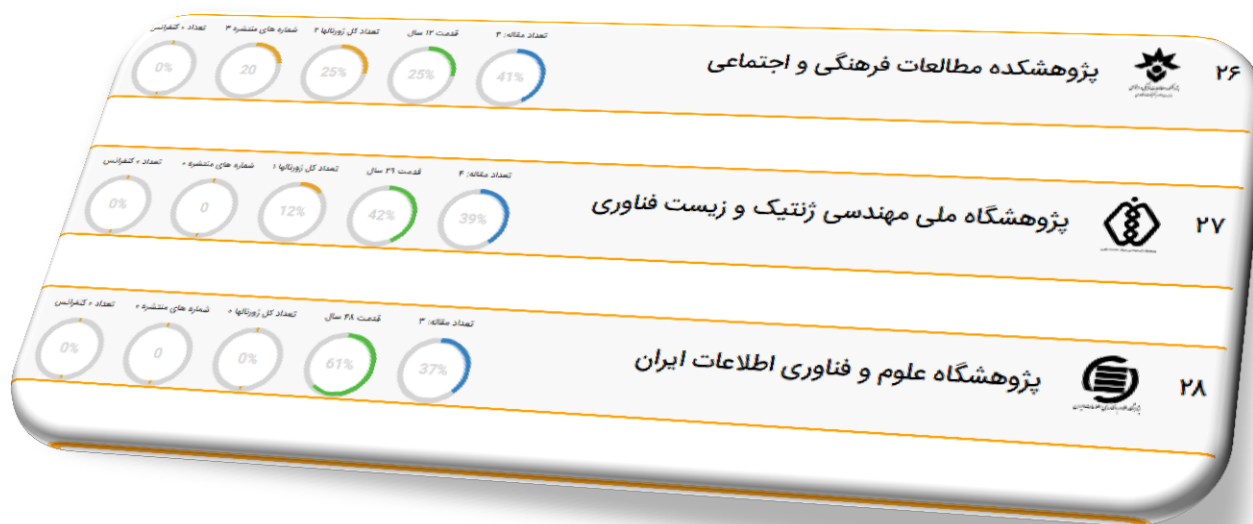 ۲۶
پژوهشکده مطالعات فرهنگی و اجتماعی
تعداد مقاله: ۳ قدمت ۱۲ سال تعداد کل ژورنالها ۲ شماره های منتشره ۳ تعداد ۰ کنفرانس
41% 25% 25% 20 0%
۲۷
پژوهشگاه ملی مهندسی ژنتیک و زیست فناوری
تعداد مقاله: ۴ قدمت ۲۹ سال تعداد کل ژورنالها ۱ شماره های منتشره ۰ تعداد ۰ کنفرانس
39% 42% 12% 0 0%
۲۸
پژوهشگاه علوم و فناوری اطلاعات ایران
تعداد مقاله: ۳ قدمت ۴۸ سال تعداد کل ژورنالها ۰ شماره های منتشره ۰ تعداد ۰ کنفرانس
37% 61% 0% 0 0%